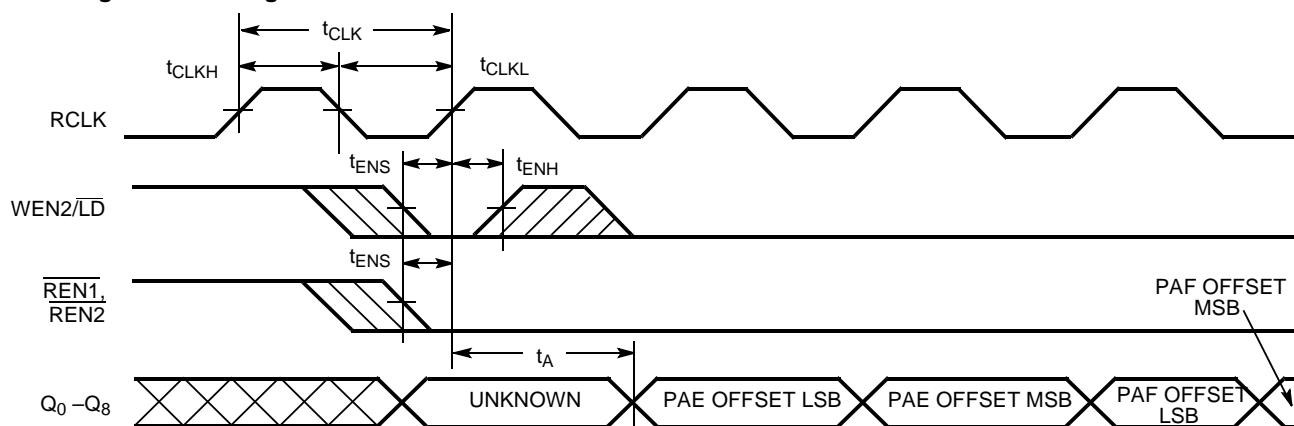 tCLK
tCLKH
tCLKL
RCLK
tENS
tENH
WEN2/LD
tENS
REN1,
REN2
PAF OFFSET
MSB
tA
Q0 –Q8
UNKNOWN
PAE OFFSET LSB
PAE OFFSET MSB
PAF OFFSET
LSB